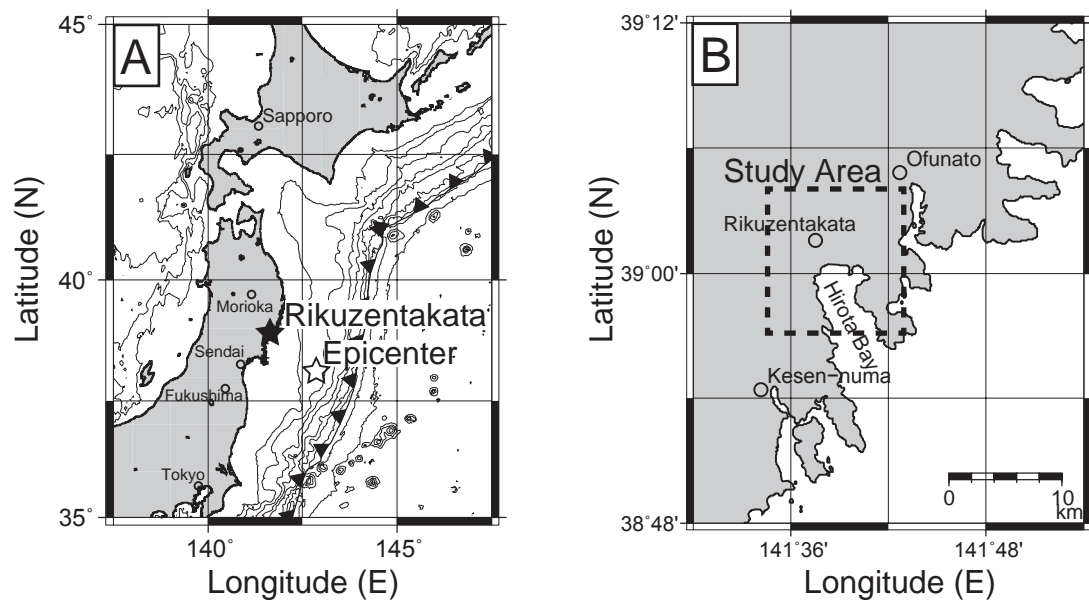 A
45˚
40˚
35˚
140˚
145˚
Latitude (N)
Longitude (E)
Sapporo
Morioka
Rikuzentakata
Sendai
Epicenter
Fukushima
Tokyo
B
39˚12'
39˚00'
38˚48'
141˚36'
141˚48'
Latitude (N)
Longitude (E)
Ofunato
Study Area
Rikuzentakata
Hirota Bay
Kesen−numa
0 10
km